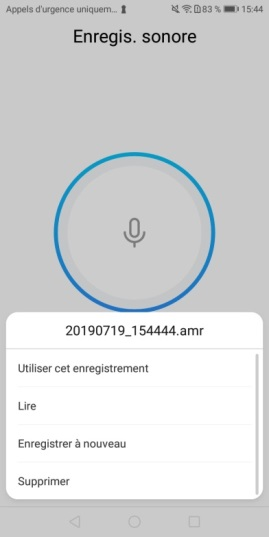 Appels d'urgence uniquem... 83 % 15:44
Enregis. sonore
20190719_154444.amr
Utiliser cet enregistrement
Lire
Enregistrer à nouveau
Supprimer